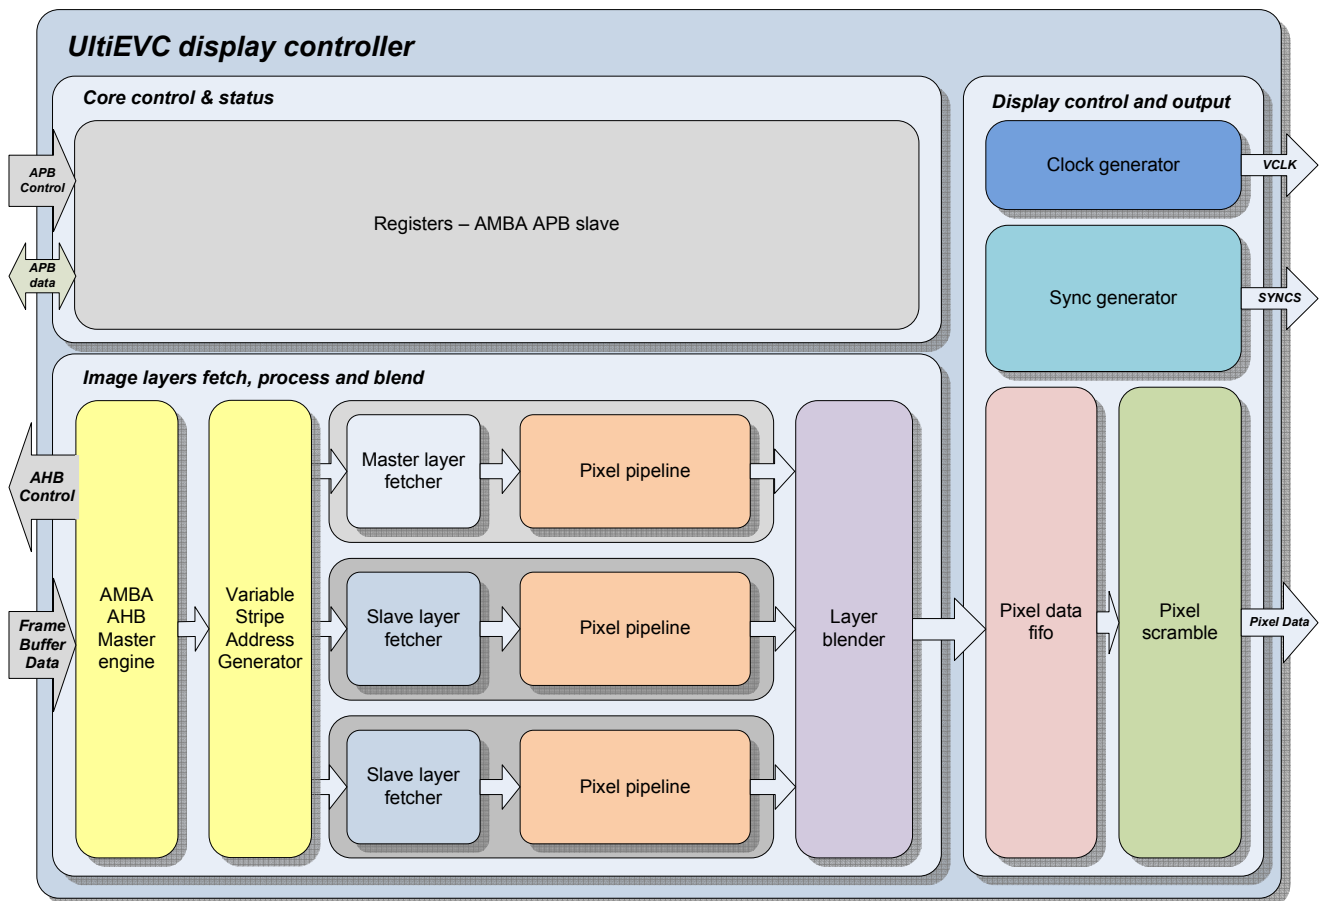 UltiEVC display controller
Core control & status
APB
Control
APB
data
Registers – AMBA APB slave
Display control and output
Clock generator
VCLK
Sync generator
SYNCS
Image layers fetch, process and blend
AHB
Control
Frame
Buffer
Data
AMBA
AHB
Master
engine
Variable
Stripe
Address
Generator
Master layer
fetcher
Pixel pipeline
Slave layer
fetcher
Pixel pipeline
Slave layer
fetcher
Pixel pipeline
Layer
blender
Pixel data
fifo
Pixel
scramble
Pixel Data